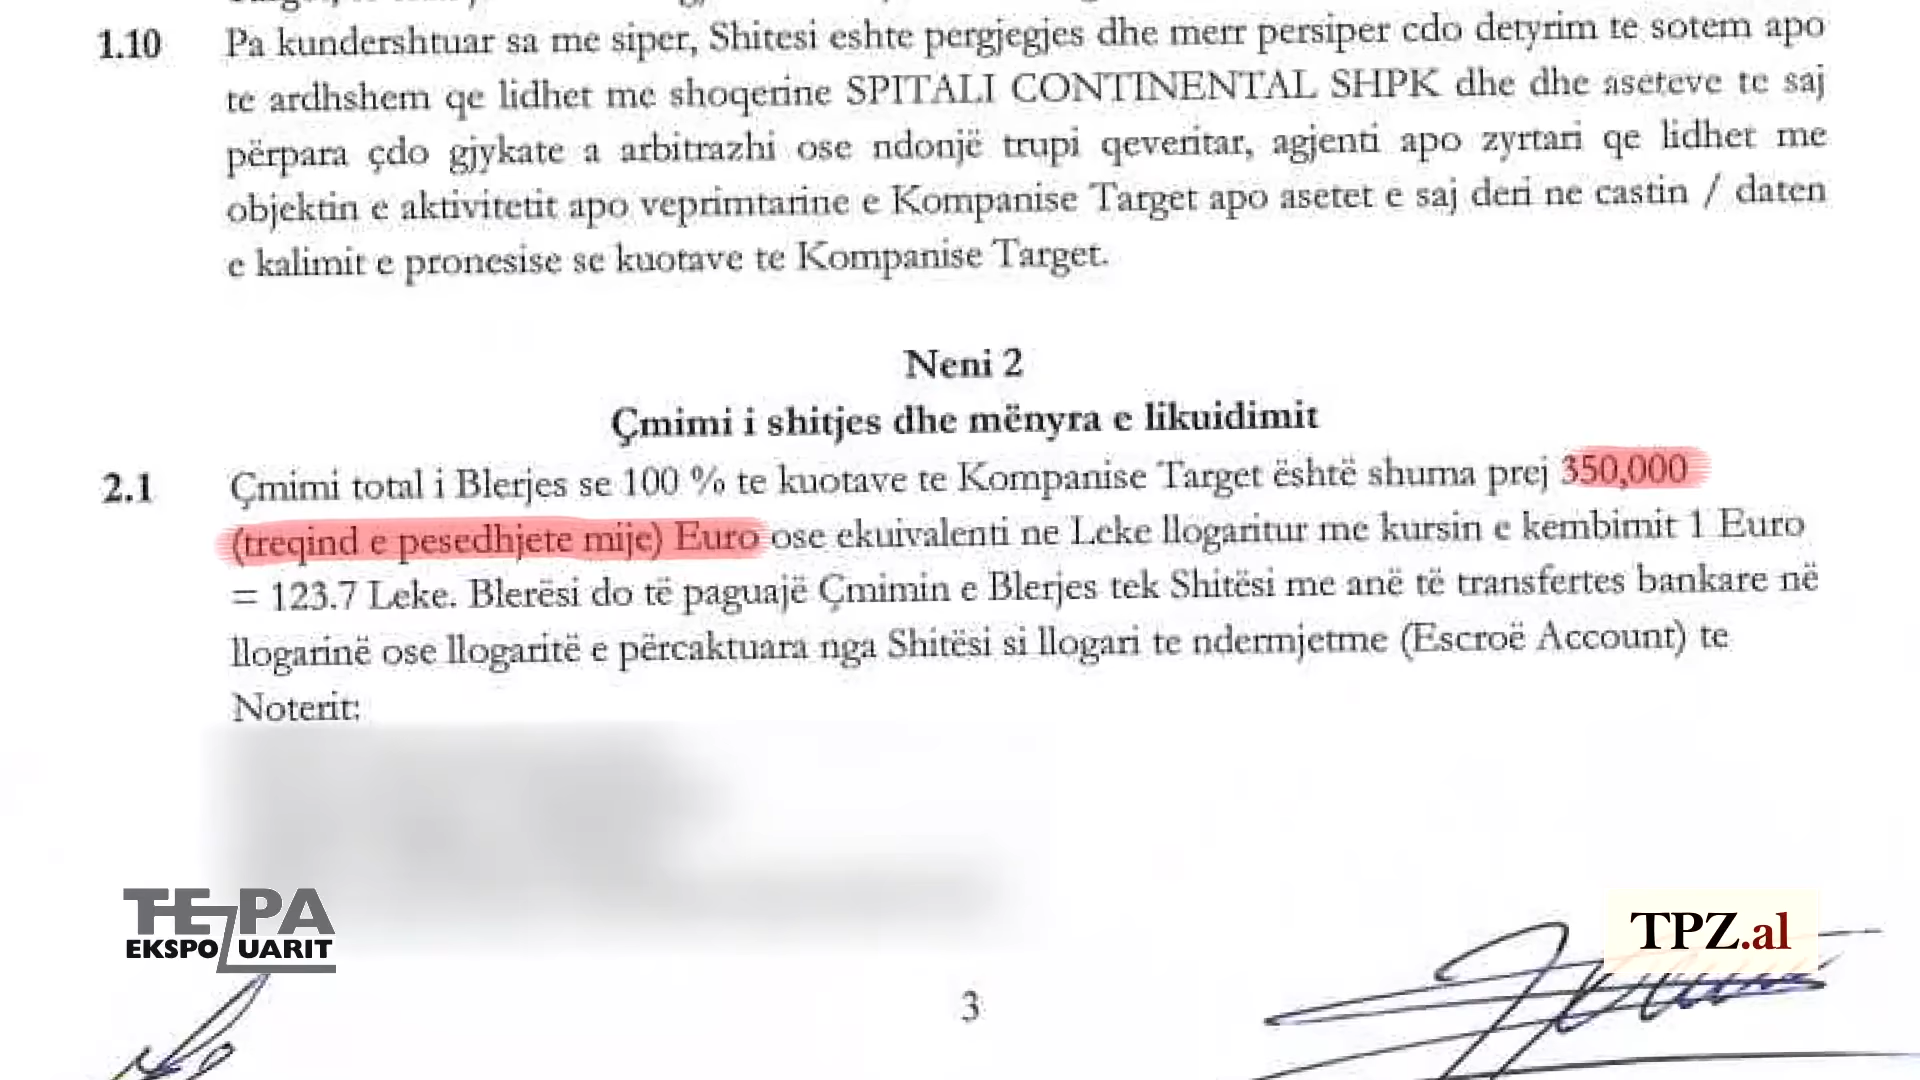 1.10 Pa kundershtuar sa me siper, Shitesi eshte pergjegjes dhe merr persiper cdo detyrim te sotem apo
te ardhshem qe lidhet me shoqerine SPITALI CONTINENTAL SHPK dhe dhe aseteve te saj
përpara çdo gjykate a arbitrazhi ose ndonjë trupi qeveritar, agjenti apo zyrtari qe lidhet me
objektin e aktivitetit apo veprimtarine e Kompanise Target apo asetet e saj deri ne castin / daten
e kalimit e pronesise se kuotave te Kompanise Target.
Neni 2
Çmimi i shitjes dhe mënyra e likuidimit
2.1 Çmimi total i Blerjes se 100 % te kuotave te Kompanise Target është shuma prej 350,000
(treqind e pesedhjete mije) Euro ose ekuivalenti ne Leke llogaritur me kursin e kembimit 1 Euro
= 123.7 Leke. Blerësi do të paguajë Çmimin e Blerjes tek Shitësi me anë të transfertes bankare në
llogarinë ose llogaritë e përcaktuara nga Shitësi si llogari te ndermjetme (Escroë Account) te
Noterit:
TEPA
EKSPOZUARIT
TPZ.al
3